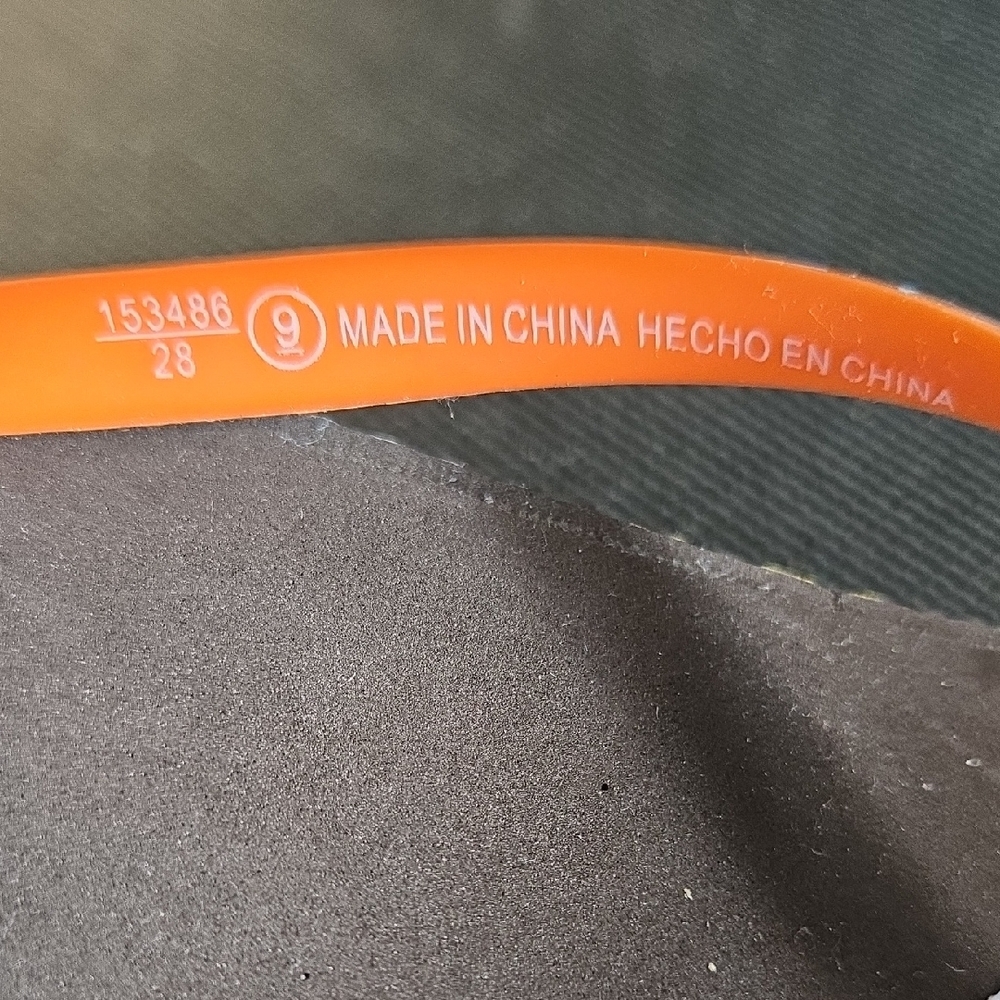 153486
28
9
MADE IN CHINA HECHO EN CHINA